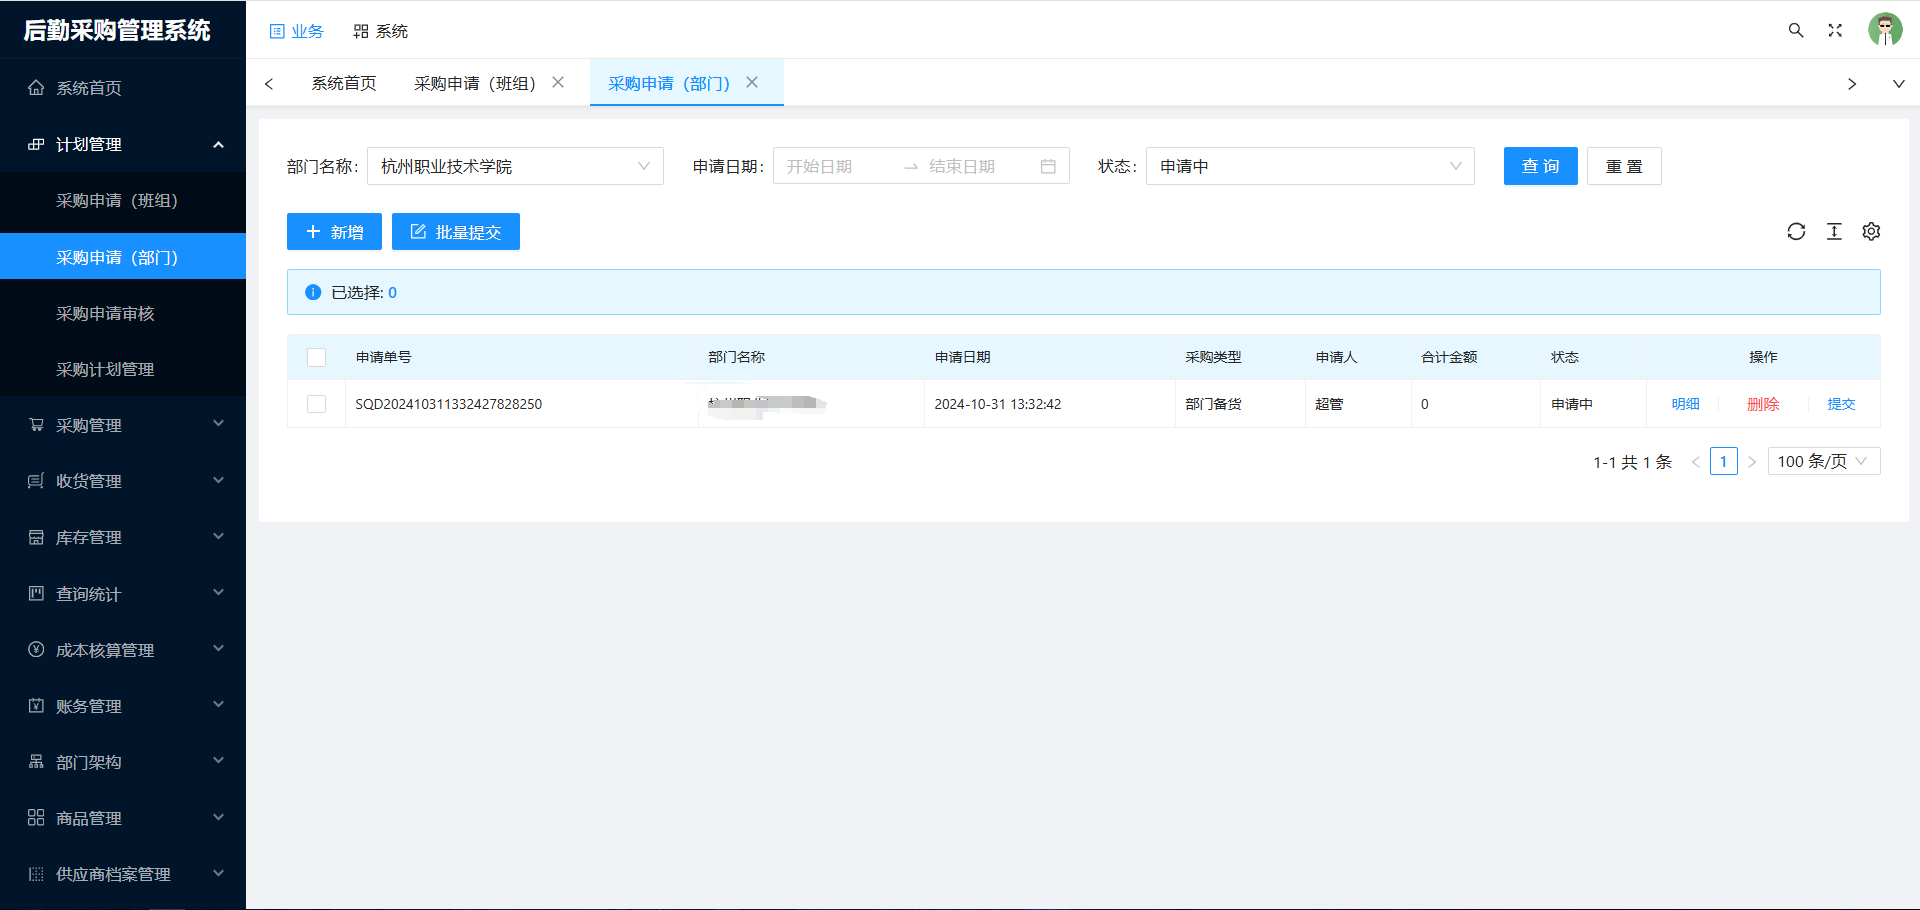 后勤采购管理系统
业务 系统
系统首页 采购申请（班组） 采购申请（部门）
系统首页
计划管理
采购申请（班组）
采购申请（部门）
采购申请审核
采购计划管理
采购管理
收货管理
库存管理
查询统计
成本核算管理
账务管理
部门架构
商品管理
供应商档案管理
部门名称: 杭州职业技术学院 申请日期: 开始日期 → 结束日期 状态: 申请中 查 询 重 置
+ 新增 批量提交
已选择: 0
申请单号 部门名称 申请日期 采购类型 申请人 合计金额 状态 操作
SQD202410311332427828250 2024-10-31 13:32:42 部门备货 超管 0 申请中 明细 删除 提交
1-1 共 1 条 < 1 > 100 条/页